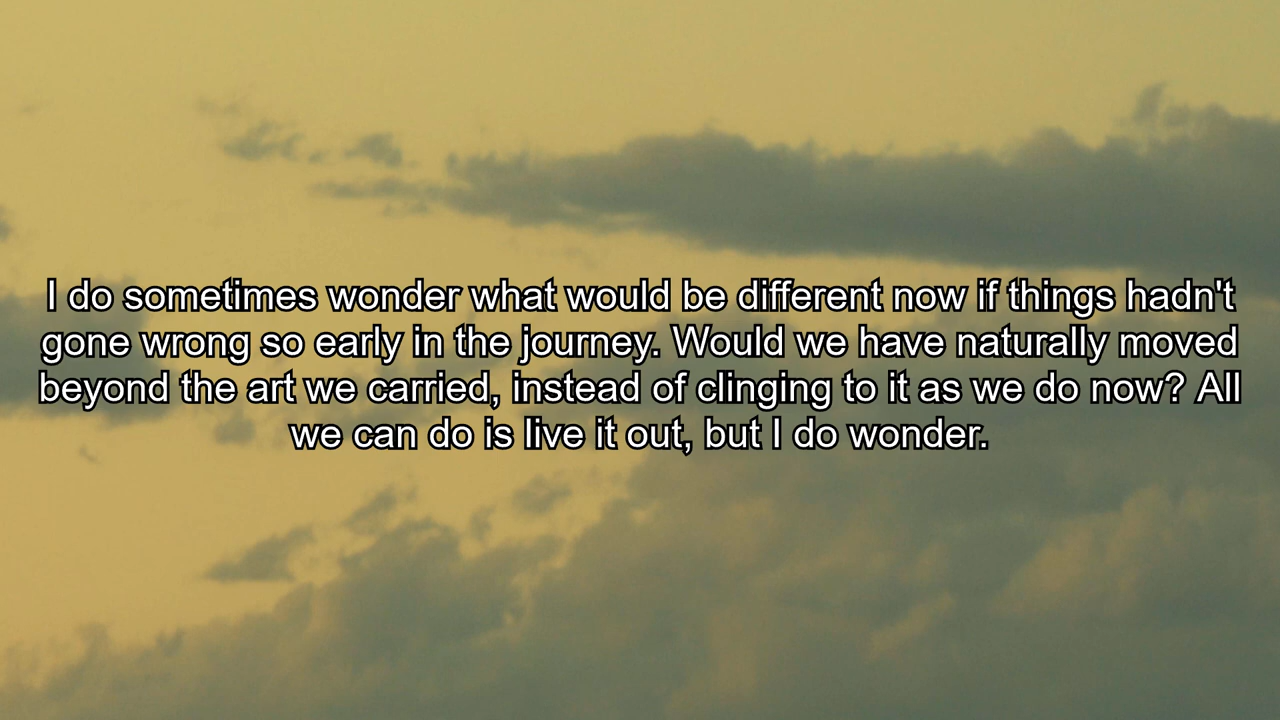 I do sometimes wonder what would be different now if things hadn't
gone wrong so early in the journey. Would we have naturally moved
beyond the art we carried, instead of clinging to it as we do now? All
we can do is live it out, but I do wonder.